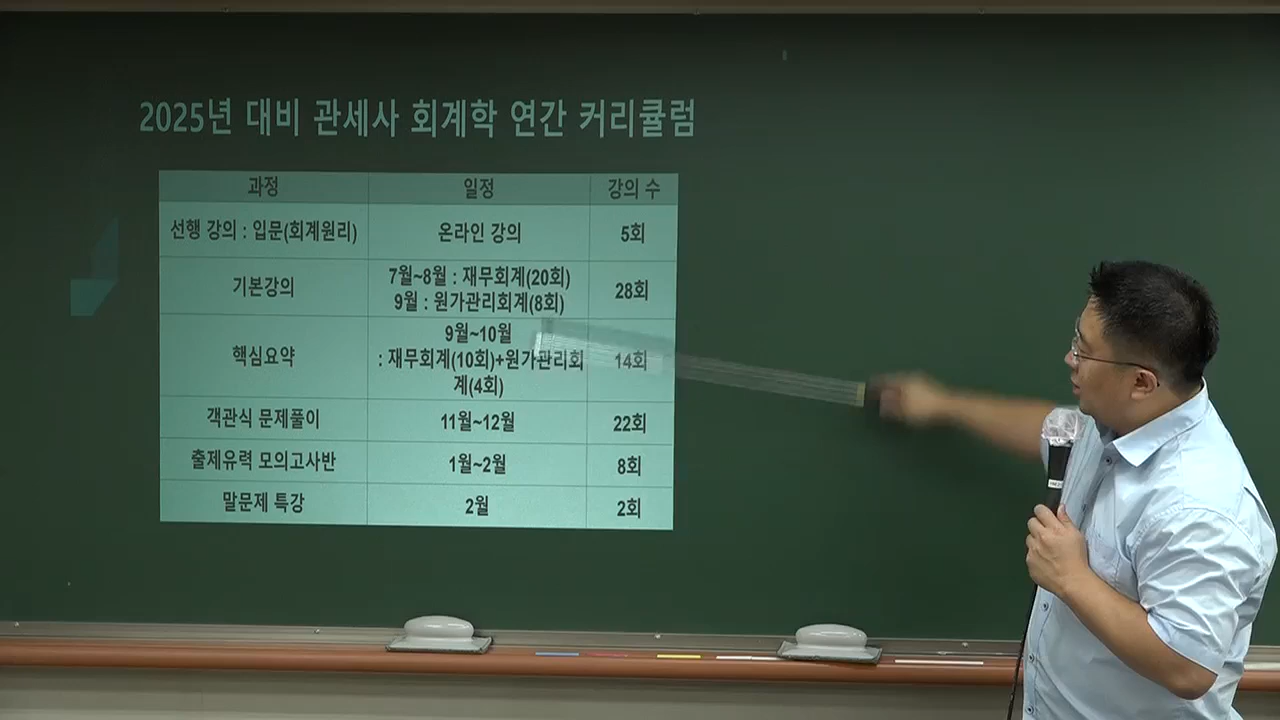 2025년 대비 관세사 회계학 연간 커리큘럼
과정 일정 강의 수
선행 강의 : 입문(회계원리) 온라인 강의 5회
기본강의 7월~8월 : 재무회계(20회)
9월 : 원가관리회계(8회) 28회
핵심요약 9월~10월
: 재무회계(10회)+원가관리회
계(4회) 14회
객관식 문제풀이 11월~12월 22회
출제유력 모의고사반 1월~2월 8회
말문제 특강 2월 2회